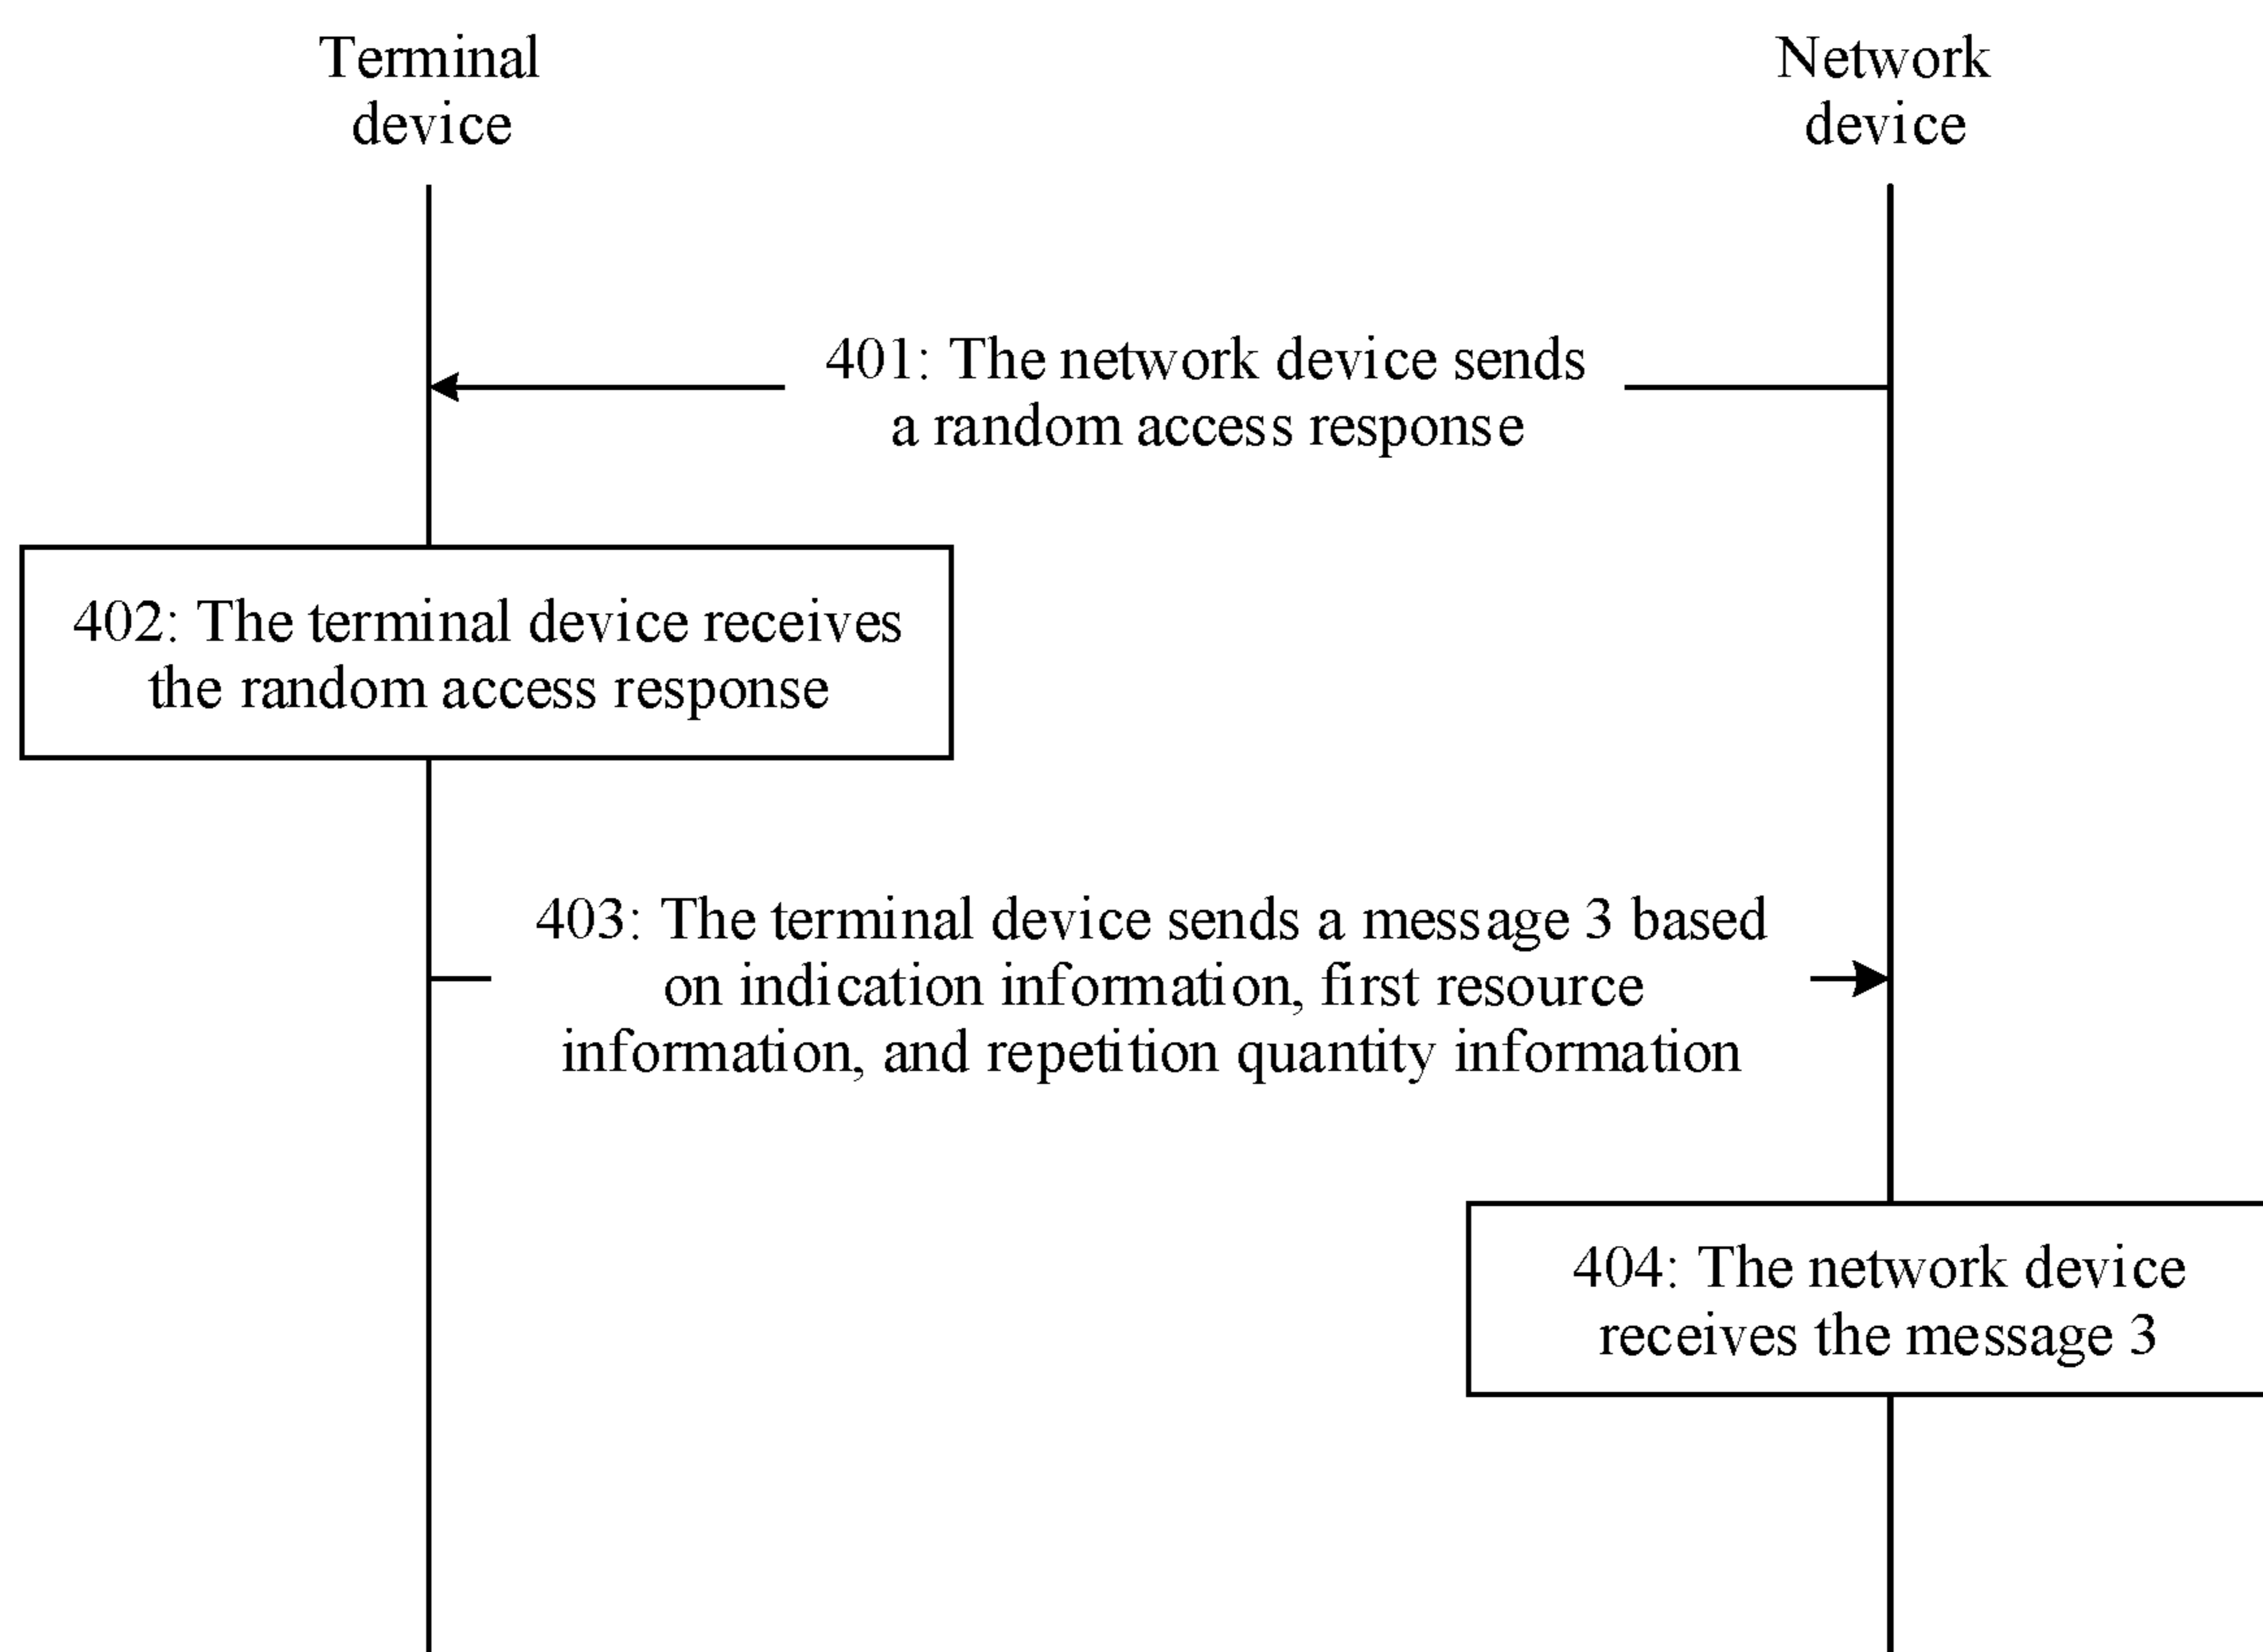 Terminal
device
Network
device
401: The network device sends
a random access response
402: The terminal device receives
the random access response
403: The terminal device sends a message 3 based
on indication information, first resource
information, and repetition quantity information
404: The network device
receives the message 3